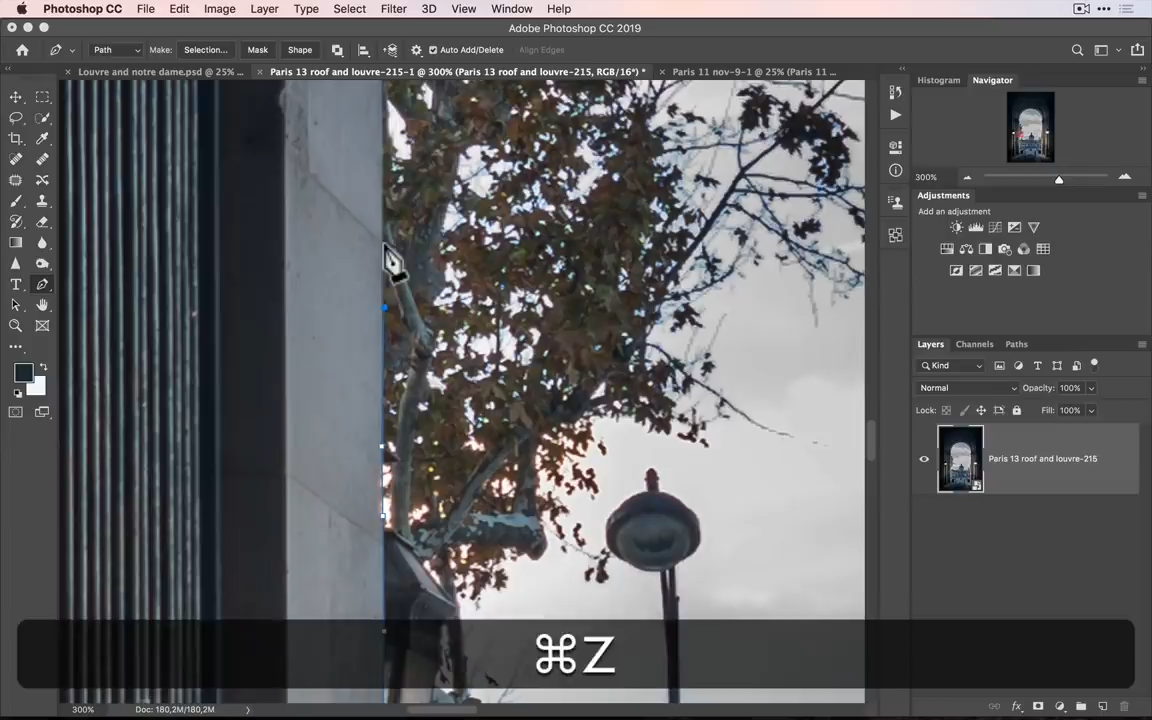 Photoshop CC File Edit Image Layer Type Select Filter 3D View Window Help
Adobe Photoshop CC 2019
Path Make: Selection... Mask Shape Auto Add/Delete Align Edges
Louvre and notre dame.psd @ 25% ... Paris 13 roof and louvre-215-1 @ 300% (Paris 13 roof and louvre-215, RGB/16*) * Paris 11 nov-9-1 @ 25% (Paris 11 ...
Histogram Navigator
300%
Adjustments
Add an adjustment
Layers Channels Paths
Kind
Normal Opacity: 100%
Lock: Fill: 100%
Paris 13 roof and louvre-215
T
⌘Z
300% Doc: 180,2M/180,2M
fx